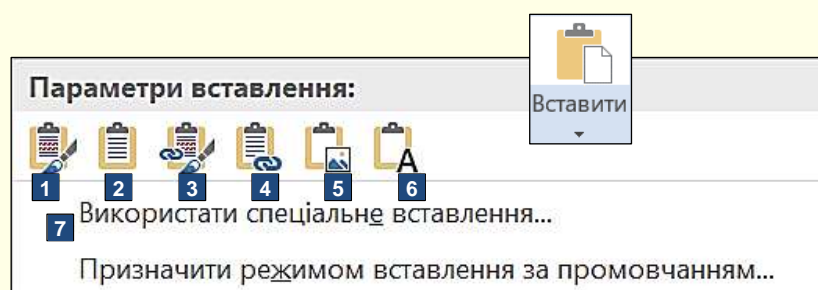 Вставити
Параметри вставлення:
A
1 2 3 4 5 6
7 Використати спеціальне вставлення...
Призначити режимом вставлення за промовчанням...